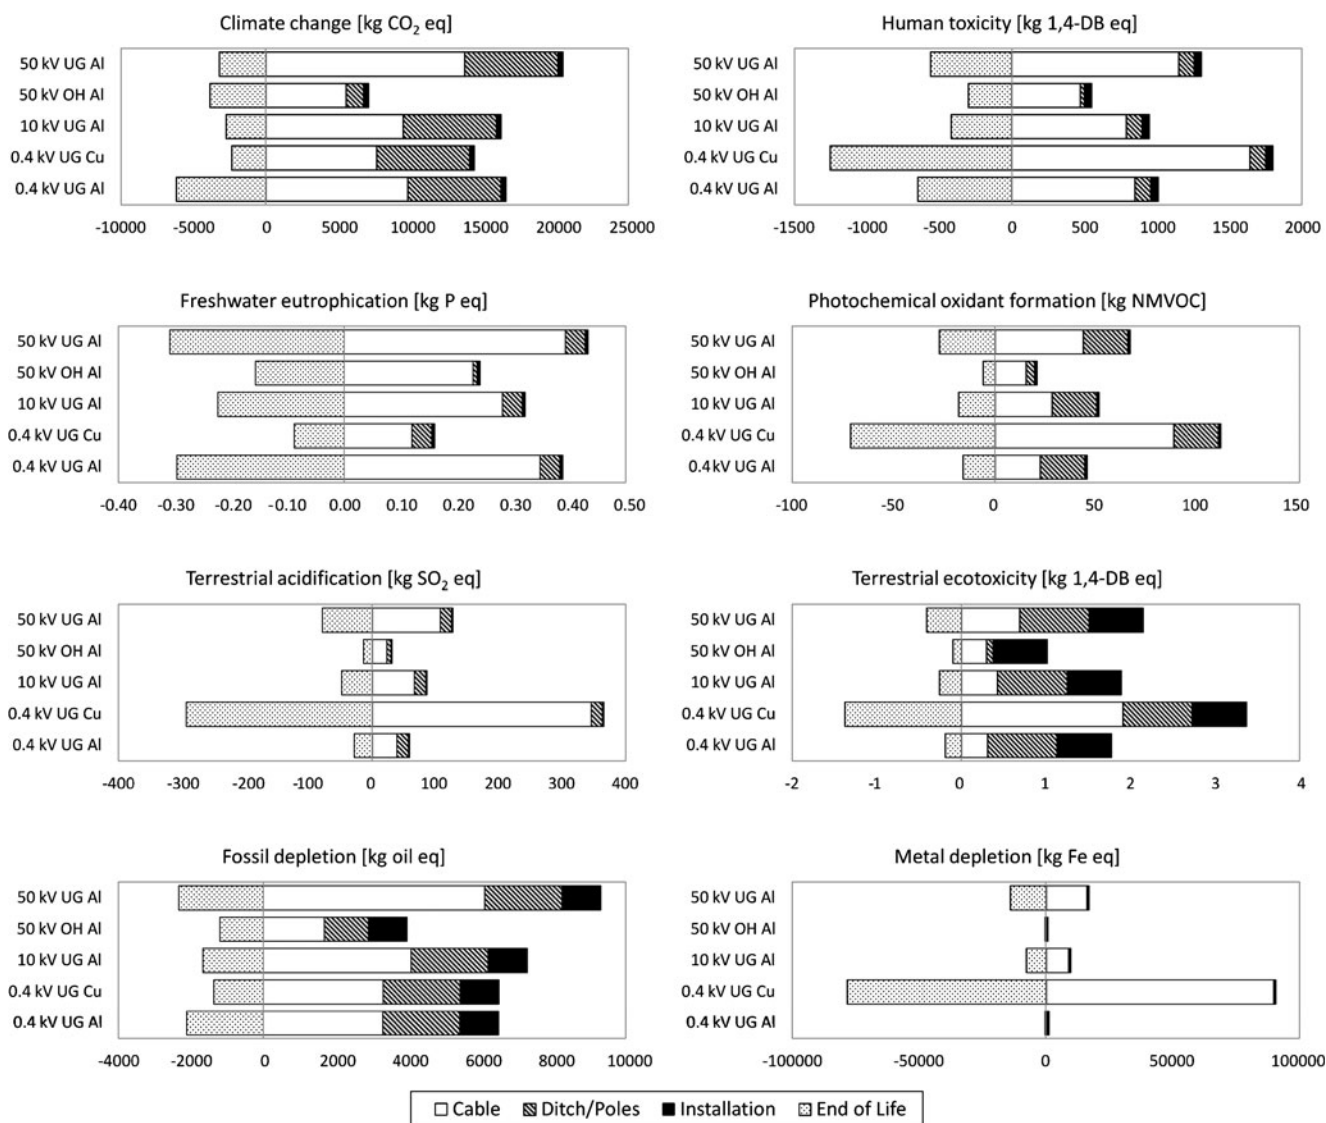 Climate change [kg CO₂ eq]
50 kV UG Al
50 kV OH Al
10 kV UG Al
0.4 kV UG Cu
0.4 kV UG Al
-10000 -5000 0 5000 10000 15000 20000 25000
Human toxicity [kg 1,4-DB eq]
50 kV UG Al
50 kV OH Al
10 kV UG Al
0.4 kV UG Cu
0.4 kV UG Al
-1500 -1000 -500 0 500 1000 1500 2000
Freshwater eutrophication [kg P eq]
50 kV UG Al
50 kV OH Al
10 kV UG Al
0.4 kV UG Cu
0.4 kV UG Al
-0.40 -0.30 -0.20 -0.10 0.00 0.10 0.20 0.30 0.40 0.50
Photochemical oxidant formation [kg NMVOC]
50 kV UG Al
50 kV OH Al
10 kV UG Al
0.4 kV UG Cu
0.4 kV UG Al
-100 -50 0 50 100 150
Terrestrial acidification [kg SO₂ eq]
50 kV UG Al
50 kV OH Al
10 kV UG Al
0.4 kV UG Cu
0.4 kV UG Al
-400 -300 -200 -100 0 100 200 300 400
Terrestrial ecotoxicity [kg 1,4-DB eq]
50 kV UG Al
50 kV OH Al
10 kV UG Al
0.4 kV UG Cu
0.4 kV UG Al
-2 -1 0 1 2 3 4
Fossil depletion [kg oil eq]
50 kV UG Al
50 kV OH Al
10 kV UG Al
0.4 kV UG Cu
0.4 kV UG Al
-4000 -2000 0 2000 4000 6000 8000 10000
Metal depletion [kg Fe eq]
50 kV UG Al
50 kV OH Al
10 kV UG Al
0.4 kV UG Cu
0.4 kV UG Al
-100000 -50000 0 50000 100000
Cable Ditch/Poles Installation End of Life